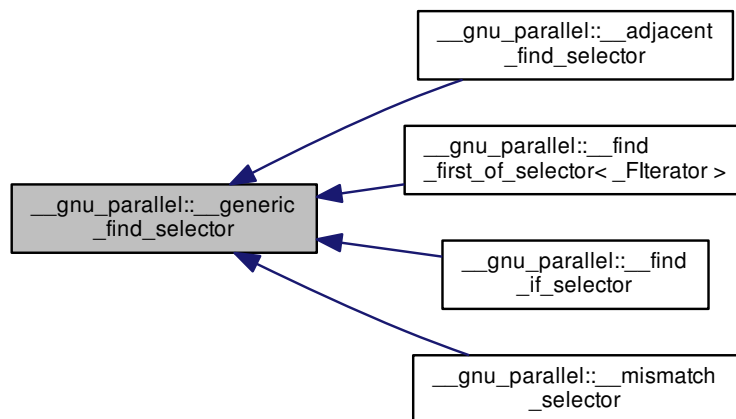 __gnu_parallel::__adjacent
_find_selector
__gnu_parallel::__find
_first_of_selector< _FIterator >
__gnu_parallel::__generic
_find_selector
__gnu_parallel::__find
_if_selector
__gnu_parallel::__mismatch
_selector